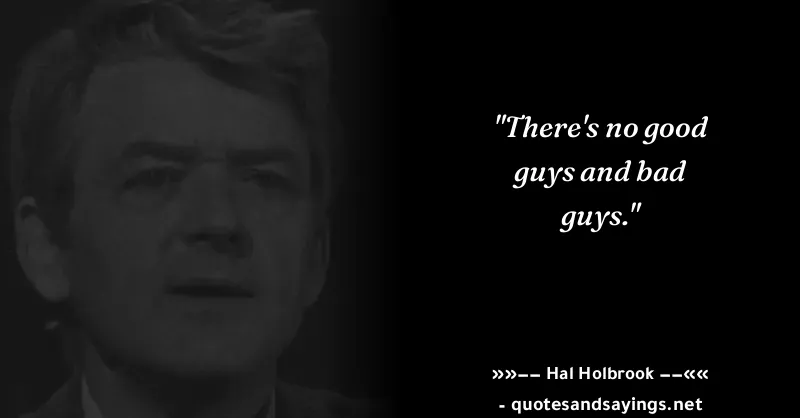 "There's no good
guys and bad
guys."
»»−− Hal Holbrook −−««
- quotesandsayings.net